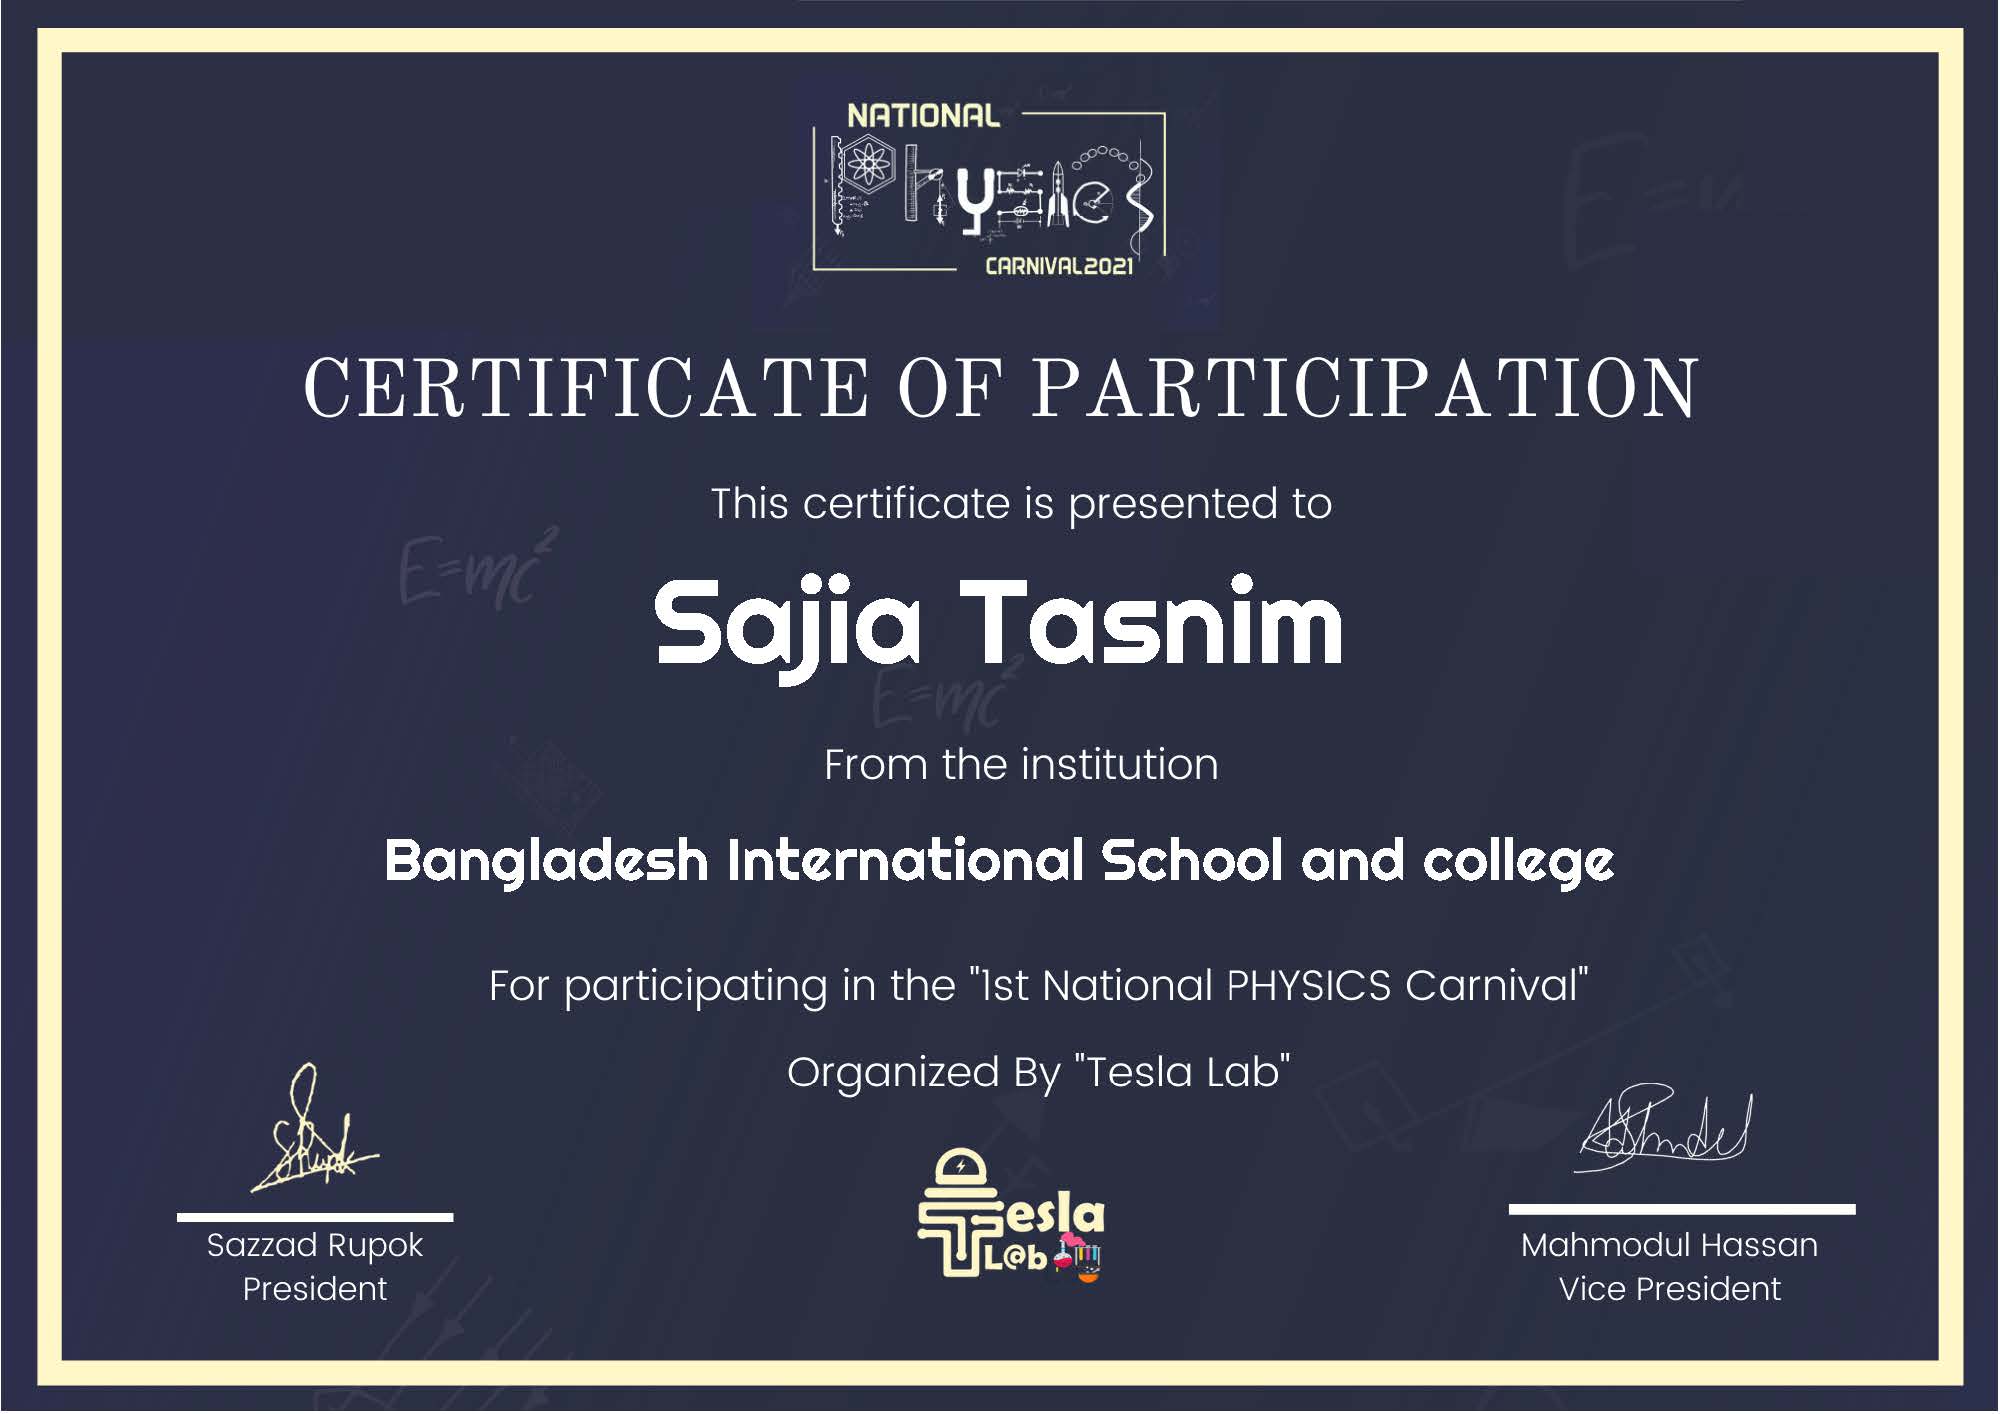 NATIONAL
Physics
CARNIVAL2021
CERTIFICATE OF PARTICIPATION
This certificate is presented to
E=mc²
Sajia Tasnim
E=mc²
From the institution
Bangladesh International School and college
For participating in the "1st National PHYSICS Carnival"
Organized By "Tesla Lab"
Tesla
L@b
Sazzad Rupok
President
Mahmodul Hassan
Vice President